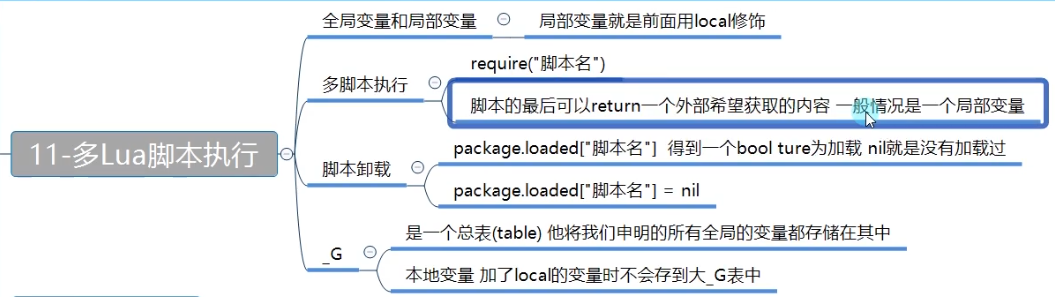 全局变量和局部变量
局部变量就是前面用local修饰
多脚本执行
require("脚本名")
脚本的最后可以return一个外部希望获取的内容 一般情况是一个局部变量
11-多Lua脚本执行
脚本卸载
package.loaded["脚本名"] 得到一个bool ture为加载 nil就是没有加载过
package.loaded["脚本名"] = nil
_G
是一个总表(table) 他将我们申明的所有全局的变量都存储在其中
本地变量 加了local的变量时不会存到大_G表中